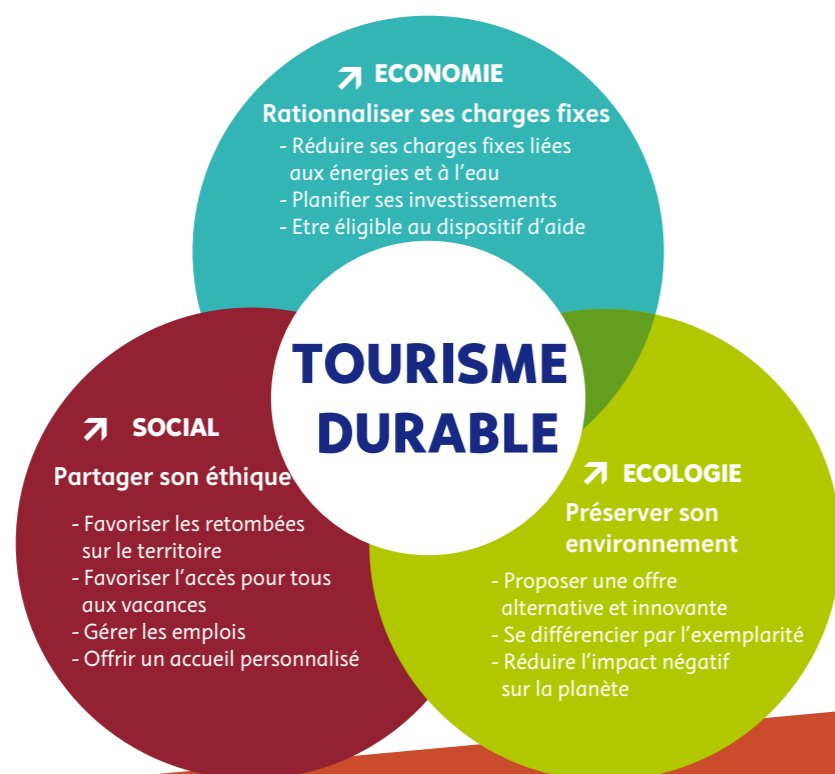 ECONOMIE
Rationnaliser ses charges fixes
- Réduire ses charges fixes liées
aux énergies et à l'eau
- Planifier ses investissements
- Etre éligible au dispositif d'aide
TOURISME
DURABLE
SOCIAL
Partager son éthique
- Favoriser les retombées
sur le territoire
- Favoriser l'accès pour tous
aux vacances
- Gérer les emplois
- Offrir un accueil personnalisé
ECOLOGIE
Préserver son
environnement
- Proposer une offre
alternative et innovante
- Se différencier par l'exemplarité
- Réduire l'impact négatif
sur la planète